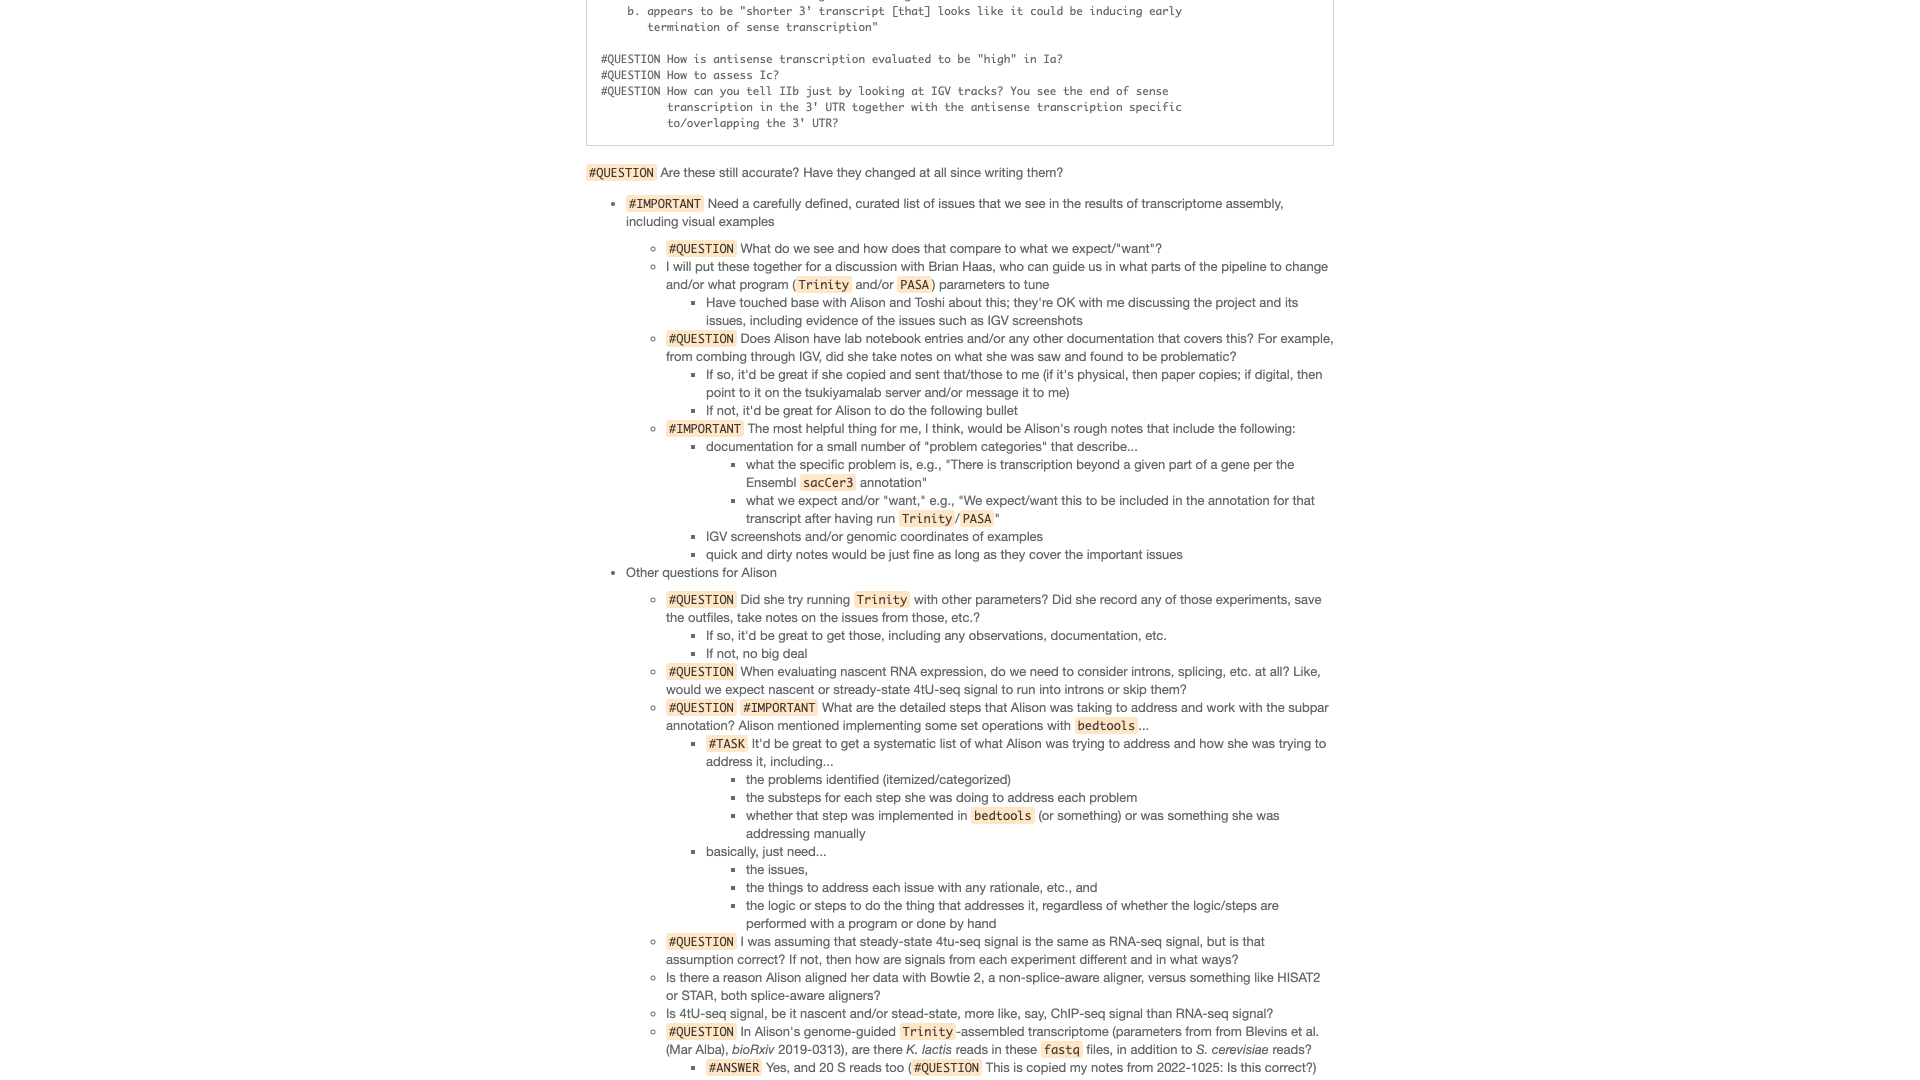 b. appears to be "shorter 3’ transcript [that] looks like it could be inducing early
termination of sense transcription"
#QUESTION How is antisense transcription evaluated to be "high" in Ia?
#QUESTION How to assess Ic?
#QUESTION How can you tell IIb just by looking at IGV tracks? You see the end of sense
transcription in the 3' UTR together with the antisense transcription specific
to/overlapping the 3' UTR?
#QUESTION Are these still accurate? Have they changed at all since writing them?
• #IMPORTANT Need a carefully defined, curated list of issues that we see in the results of transcriptome assembly,
including visual examples
◦ #QUESTION What do we see and how does that compare to what we expect/"want"?
◦ I will put these together for a discussion with Brian Haas, who can guide us in what parts of the pipeline to change
and/or what program (Trinity and/or PASA) parameters to tune
▪ Have touched base with Alison and Toshi about this; they're OK with me discussing the project and its
issues, including evidence of the issues such as IGV screenshots
◦ #QUESTION Does Alison have lab notebook entries and/or any other documentation that covers this? For example,
from combing through IGV, did she take notes on what she was saw and found to be problematic?
▪ If so, it'd be great if she copied and sent that/those to me (if it's physical, then paper copies; if digital, then
point to it on the tsukiyamalab server and/or message it to me)
▪ If not, it'd be great for Alison to do the following bullet
◦ #IMPORTANT The most helpful thing for me, I think, would be Alison's rough notes that include the following:
▪ documentation for a small number of "problem categories" that describe...
▪ what the specific problem is, e.g., "There is transcription beyond a given part of a gene per the
Ensembl sacCer3 annotation"
▪ what we expect and/or "want," e.g., "We expect/want this to be included in the annotation for that
transcript after having run Trinity/PASA"
▪ IGV screenshots and/or genomic coordinates of examples
▪ quick and dirty notes would be just fine as long as they cover the important issues
• Other questions for Alison
◦ #QUESTION Did she try running Trinity with other parameters? Did she record any of those experiments, save
the outfiles, take notes on the issues from those, etc.?
▪ If so, it'd be great to get those, including any observations, documentation, etc.
▪ If not, no big deal
◦ #QUESTION When evaluating nascent RNA expression, do we need to consider introns, splicing, etc. at all? Like,
would we expect nascent or stready-state 4tU-seq signal to run into introns or skip them?
◦ #QUESTION #IMPORTANT What are the detailed steps that Alison was taking to address and work with the subpar
annotation? Alison mentioned implementing some set operations with bedtools...
▪ #TASK It'd be great to get a systematic list of what Alison was trying to address and how she was trying to
address it, including...
▪ the problems identified (itemized/categorized)
▪ the substeps for each step she was doing to address each problem
▪ whether that step was implemented in bedtools (or something) or was something she was
addressing manually
▪ basically, just need...
▪ the issues,
▪ the things to address each issue with any rationale, etc., and
▪ the logic or steps to do the thing that addresses it, regardless of whether the logic/steps are
performed with a program or done by hand
◦ #QUESTION I was assuming that steady-state 4tu-seq signal is the same as RNA-seq signal, but is that
assumption correct? If not, then how are signals from each experiment different and in what ways?
◦ Is there a reason Alison aligned her data with Bowtie 2, a non-splice-aware aligner, versus something like HISAT2
or STAR, both splice-aware aligners?
◦ Is 4tU-seq signal, be it nascent and/or stead-state, more like, say, ChIP-seq signal than RNA-seq signal?
◦ #QUESTION In Alison's genome-guided Trinity-assembled transcriptome (parameters from from Blevins et al.
(Mar Alba), bioRxiv 2019-0313), are there K. lactis reads in these fastq files, in addition to S. cerevisiae reads?
▪ #ANSWER Yes, and 20 S reads too (#QUESTION This is copied my notes from 2022-1025: Is this correct?)